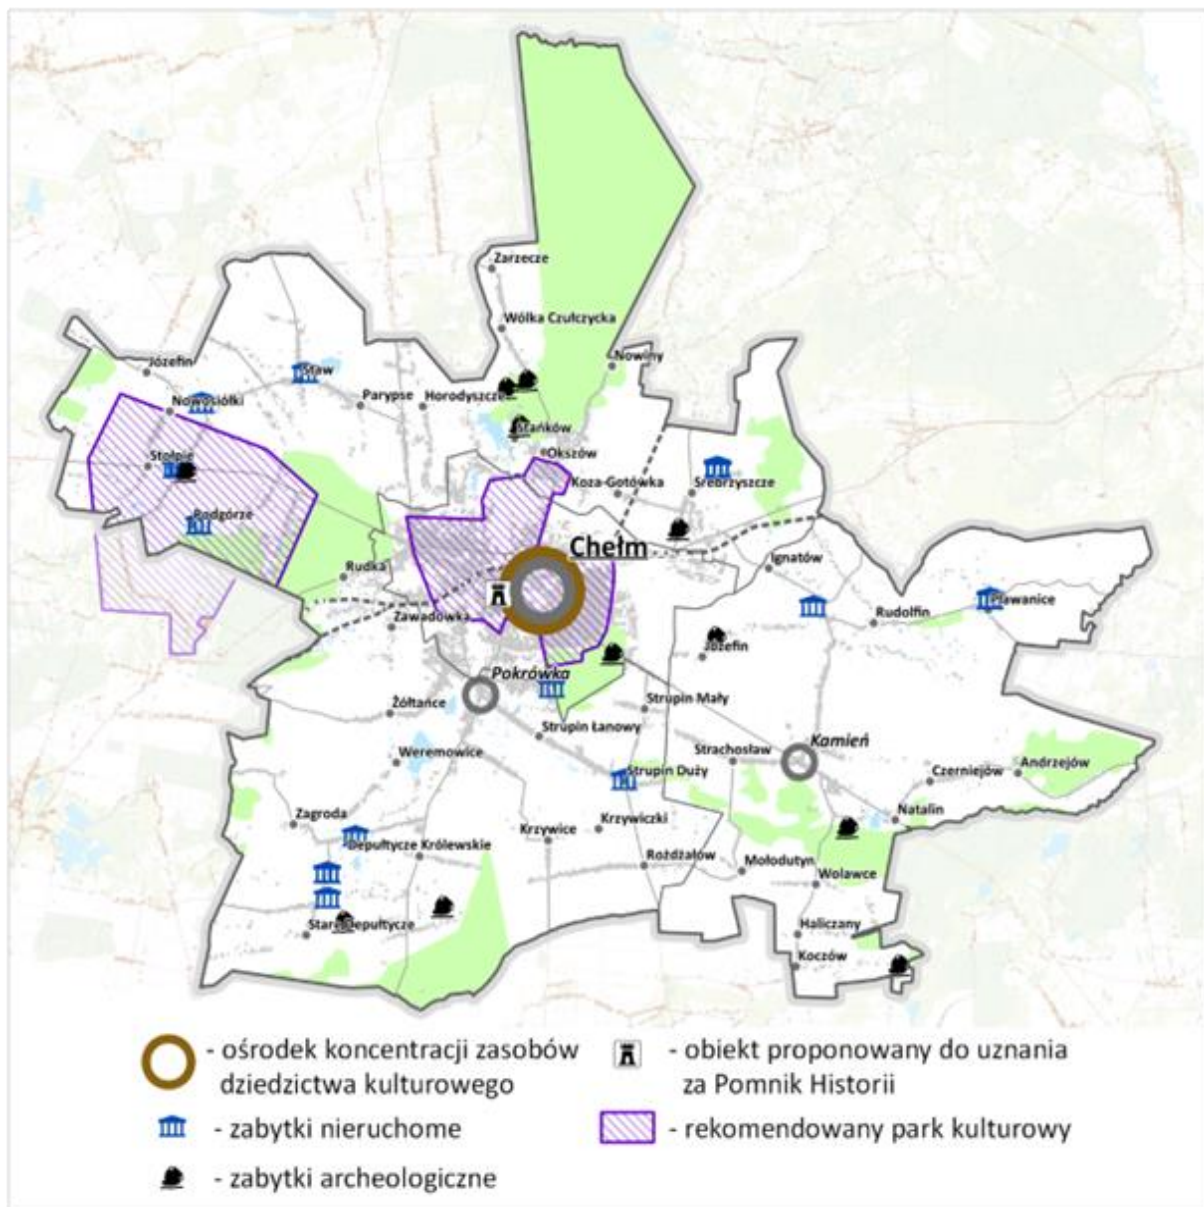 Zarzecze
Wólka Czułczycka
Nowiny
Józefin
Staw
Nowosiółki
Parypse
Horodyszcze
Stańków
Okszów
Stołpie
Koza-Gotówka
Srebrzyszcze
Podgórze
Chełm
Rudka
Ignatów
Pławanice
Zawadówka
Rudolfin
Józefin
Pokrówka
Żółtańce
Strupin Mały
Strupin Łanowy
Weremowice
Strachosław
Kamień
Strupin Duży
Czerniejów
Andrzejów
Zagroda
Natalin
Krzywice
Krzywiczki
Depułtycze Królewskie
Rożdżałów
Mołodutyn
Wolawce
Stare Depułtycze
Haliczany
Koczów
- ośrodek koncentracji zasobów
dziedzictwa kulturowego
- obiekt proponowany do uznania
za Pomnik Historii
- zabytki nieruchome
- rekomendowany park kulturowy
- zabytki archeologiczne